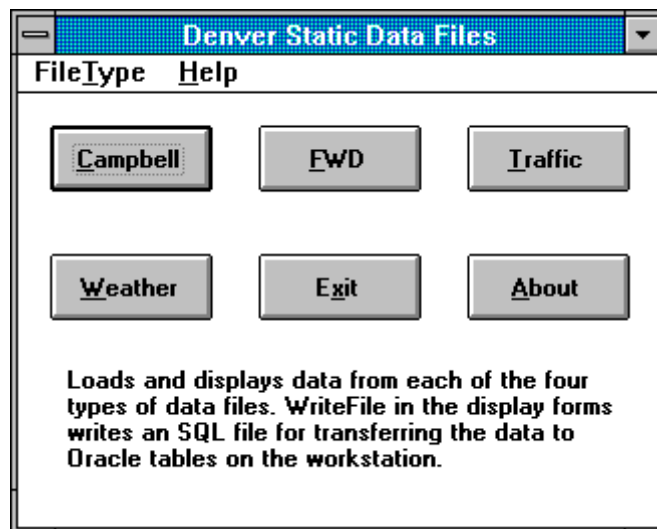 Denver Static Data Files
FileType Help
Campbell FWD Traffic
Weather Exit About
Loads and displays data from each of the four
types of data files. WriteFile in the display forms
writes an SQL file for transferring the data to
Oracle tables on the workstation.